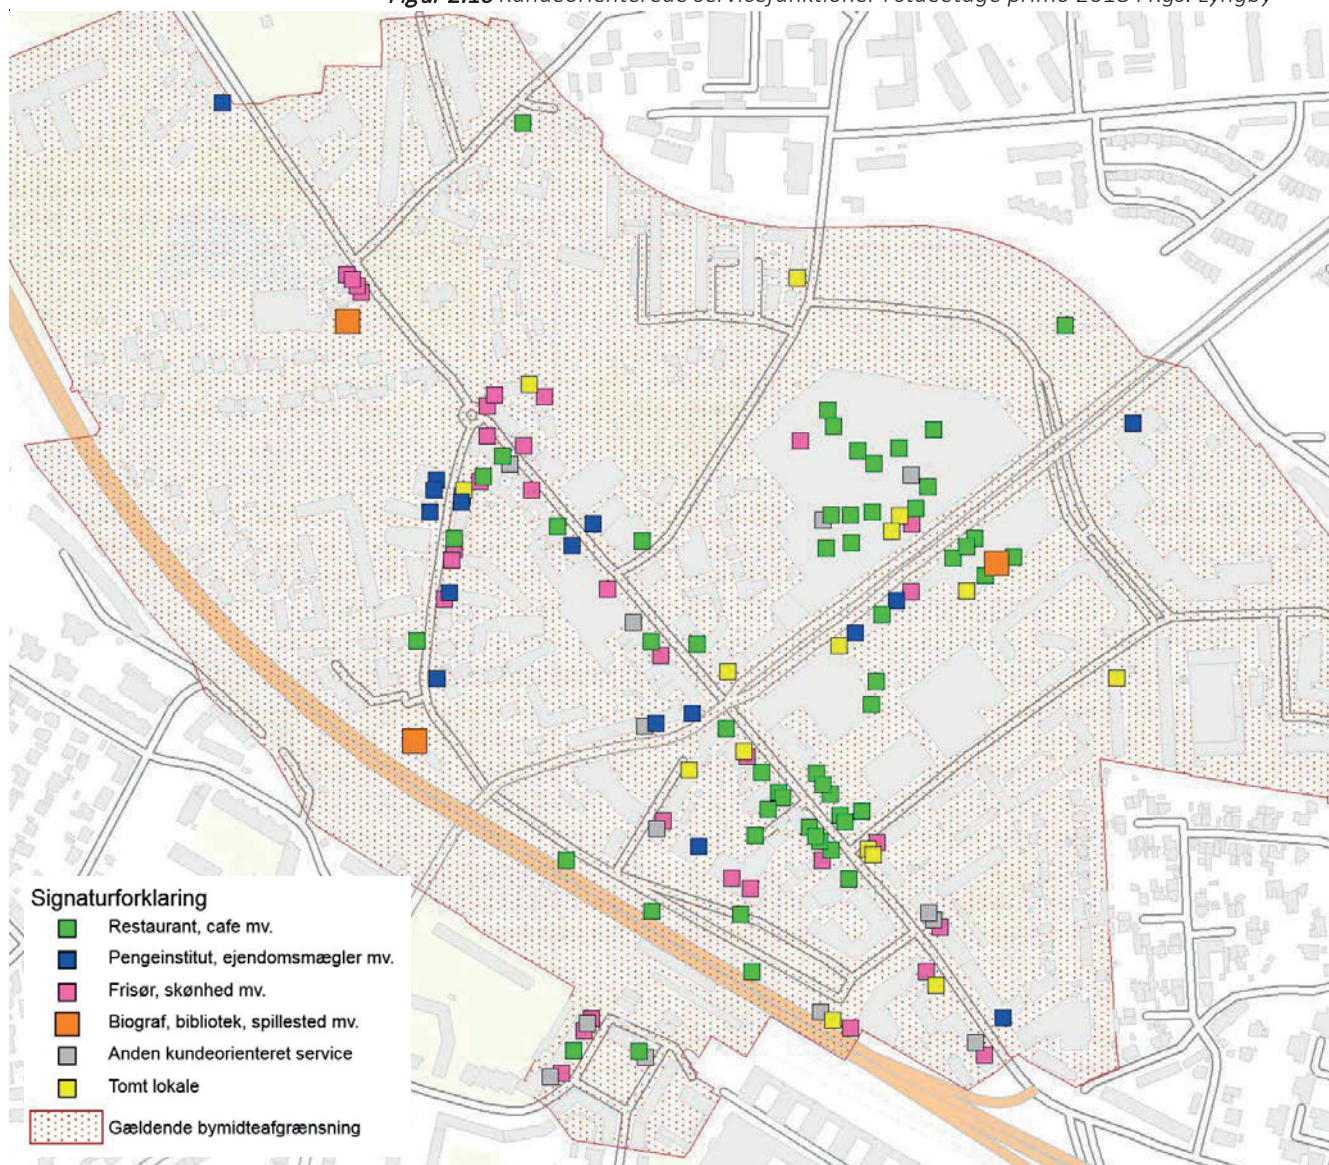 Kundeorienterede servicefunktioner i stueetage primo 2018 i Kgs. Lyngby
Signaturforklaring
Restaurant, cafe mv.
Pengeinstitut, ejendomsmægler mv.
Frisør, skønhed mv.
Biograf, bibliotek, spillested mv.
Anden kundeorienteret service
Tomt lokale
Gældende bymidteafgrænsning